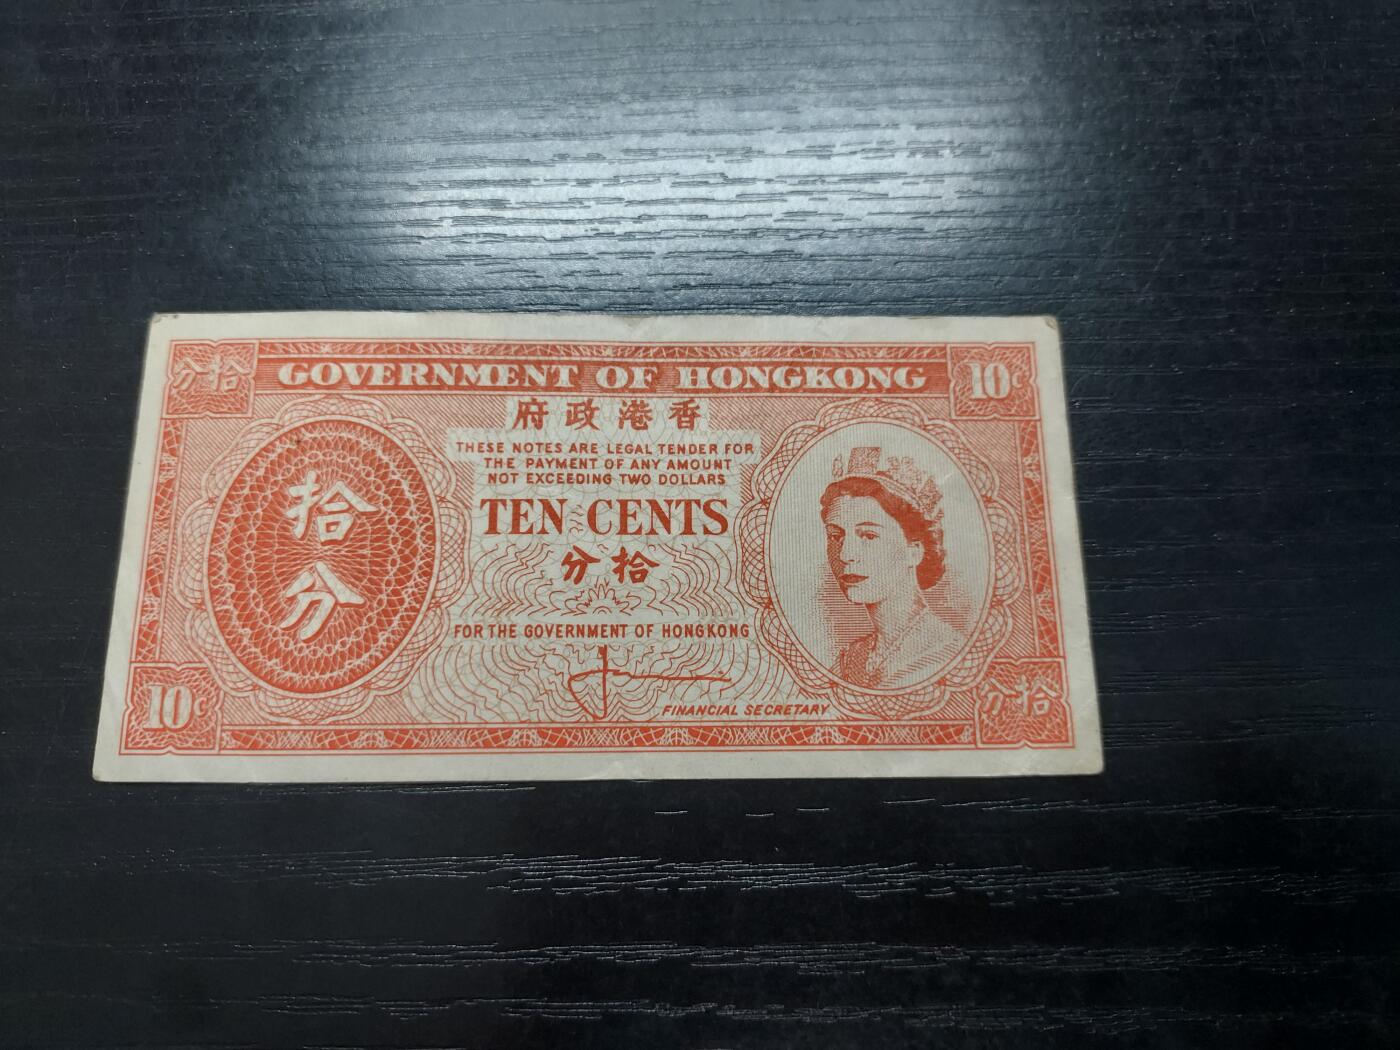 分拾
GOVERNMENT OF HONGKONG
10c
府政港香
THESE NOTES ARE LEGAL TENDER FOR
THE PAYMENT OF ANY AMOUNT
NOT EXCEEDING TWO DOLLARS
拾
分
TEN CENTS
分拾
FOR THE GOVERNMENT OF HONGKONG
FINANCIAL SECRETARY
10c
分拾